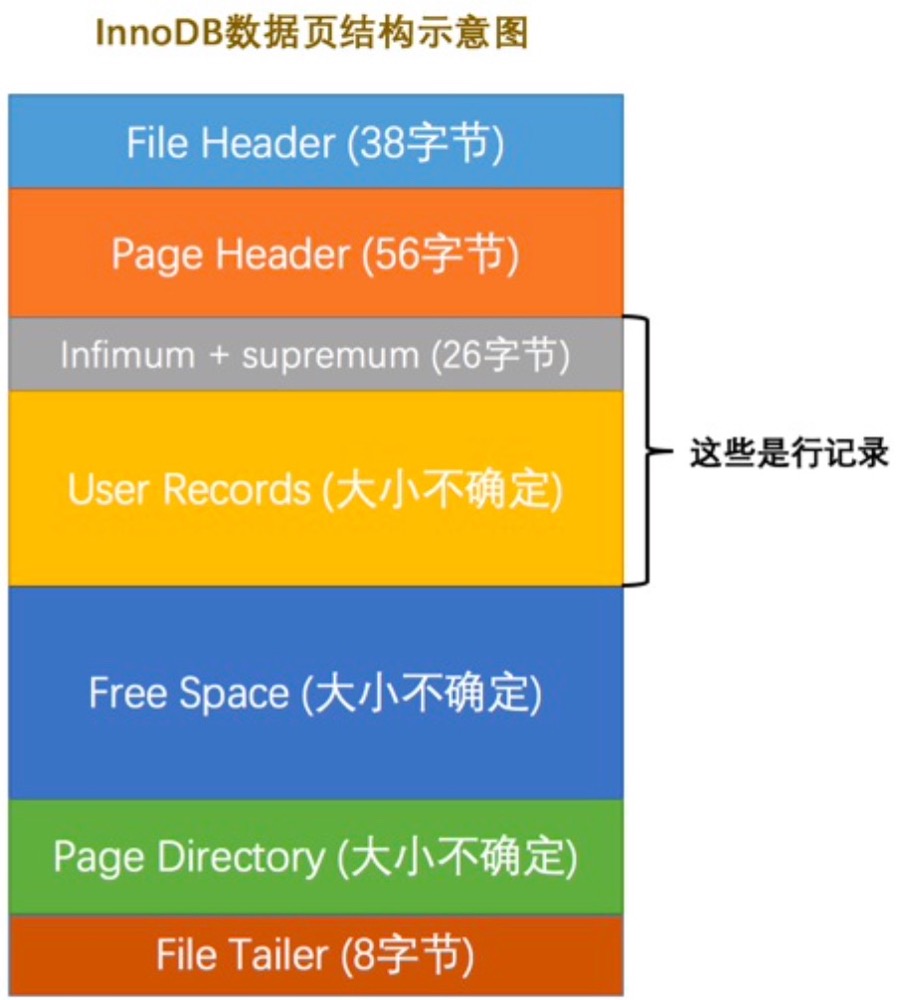 InnoDB数据页结构示意图
File Header (38字节)
Page Header (56字节)
Infimum + supremum (26字节)
这些是行记录
User Records (大小不确定)
Free Space (大小不确定)
Page Directory (大小不确定)
File Tailer (8字节)